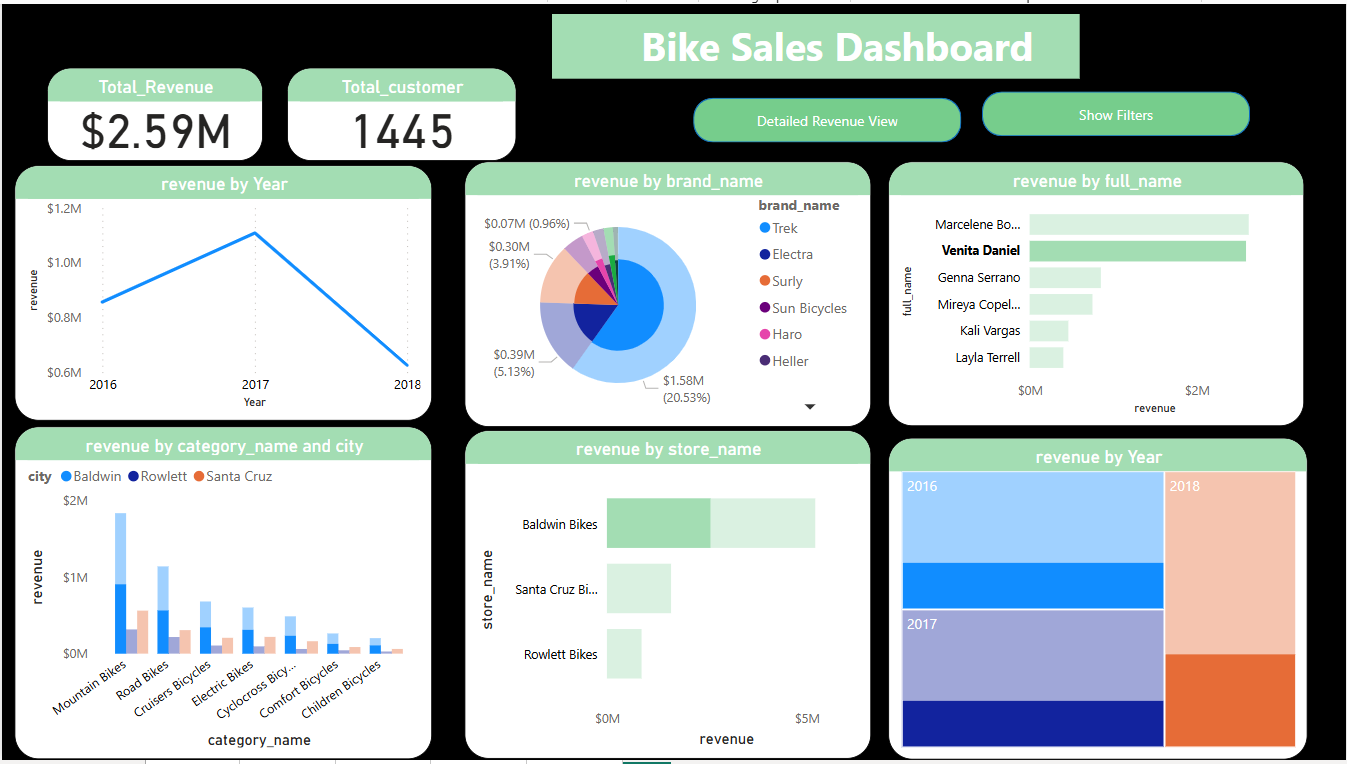 Bike Sales Dashboard
Total_Revenue
$2.59M
Total_customer
1445
Detailed Revenue View
Show Filters
revenue by Year
$1.2M
$1.0M
$0.8M
$0.6M
revenue
2016
2017
2018
Year
revenue by brand_name
$0.07M (0.96%)
$0.30M
(3.91%)
$0.39M
(5.13%)
$1.58M
(20.53%)
brand_name
Trek
Electra
Surly
Sun Bicycles
Haro
Heller
revenue by full_name
full_name
Marcelene Bo...
Venita Daniel
Genna Serrano
Mireya Copel...
Kali Vargas
Layla Terrell
$0M
$2M
revenue
revenue by category_name and city
city Baldwin Rowlett Santa Cruz
$2M
$1M
$0M
revenue
Mountain Bikes
Road Bikes
Cruisers Bicycles
Electric Bikes
Cyclocross Bicy...
Comfort Bicycles
Children Bicycles
category_name
revenue by store_name
store_name
Baldwin Bikes
Santa Cruz Bi...
Rowlett Bikes
$0M
$5M
revenue
revenue by Year
2016
2018
2017